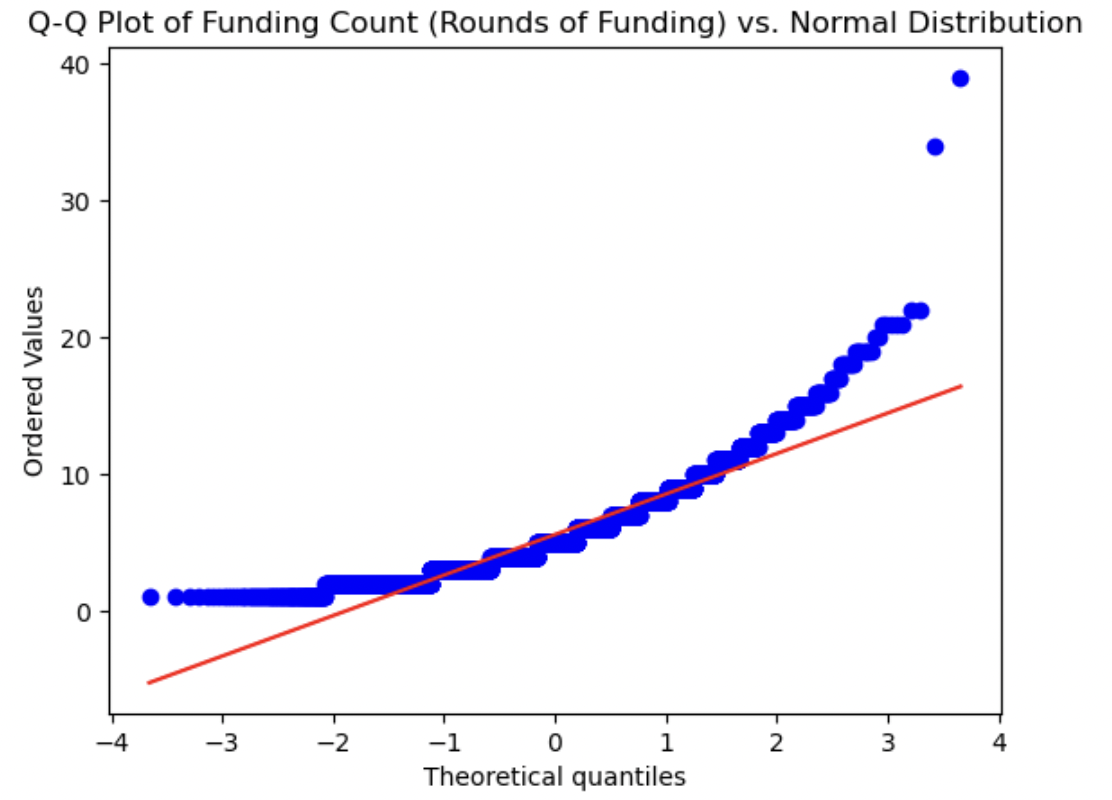 Q-Q Plot of Funding Count (Rounds of Funding) vs. Normal Distribution
40
30
20
10
0
Ordered Values
−4 −3 −2 −1 0 1 2 3 4
Theoretical quantiles